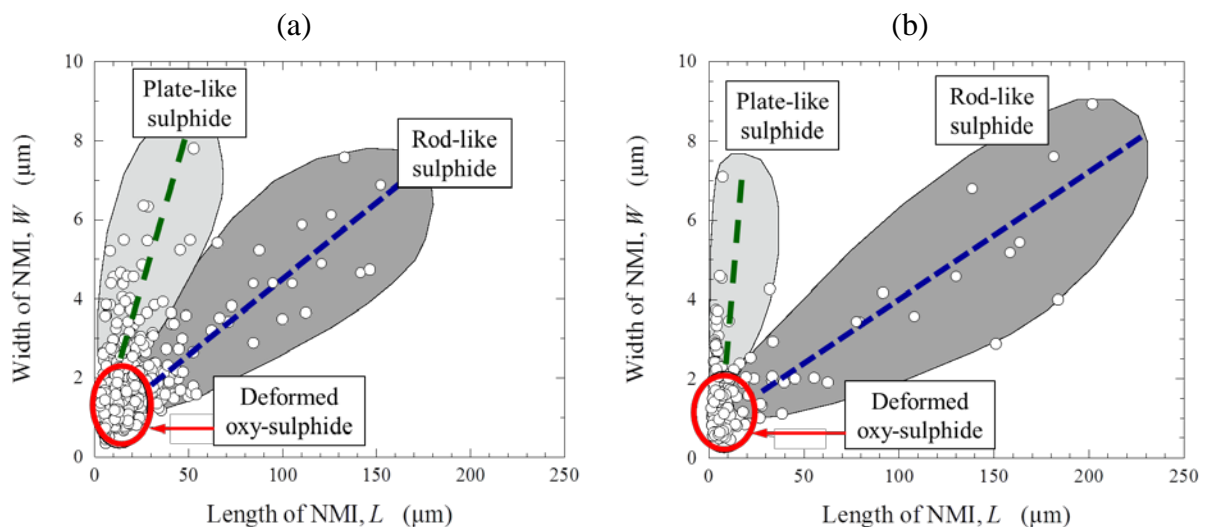 (a)
10
8
6
4
2
0
Width of NMI, W (µm)
Plate-like
sulphide
Rod-like
sulphide
Deformed
oxy-sulphide
0 50 100 150 200 250
Length of NMI, L (µm)
(b)
10
8
6
4
2
0
Width of NMI, W (µm)
Plate-like
sulphide
Rod-like
sulphide
Deformed
oxy-sulphide
0 50 100 150 200 250
Length of NMI, L (µm)